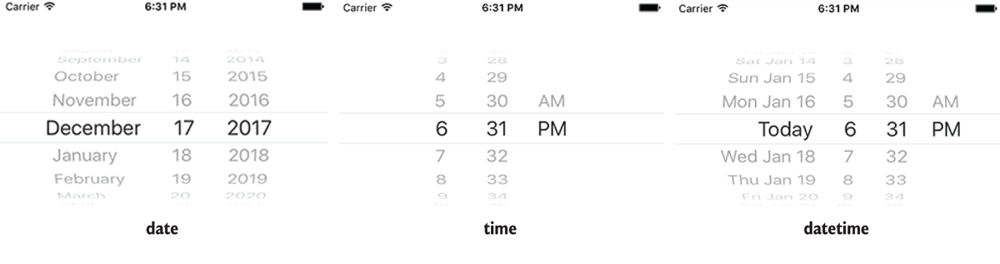 Carrier 6:31 PM
September 14 2014
October 15 2015
November 16 2016
December 17 2017
January 18 2018
February 19 2019
March 20 2020
date
Carrier 6:31 PM
3 28
4 29
5 30 AM
6 31 PM
7 32
8 33
9 34
time
Carrier 6:31 PM
Sat Jan 14 3 28
Sun Jan 15 4 29
Mon Jan 16 5 30 AM
Today 6 31 PM
Wed Jan 18 7 32
Thu Jan 19 8 33
Fri Jan 20 9 34
datetime